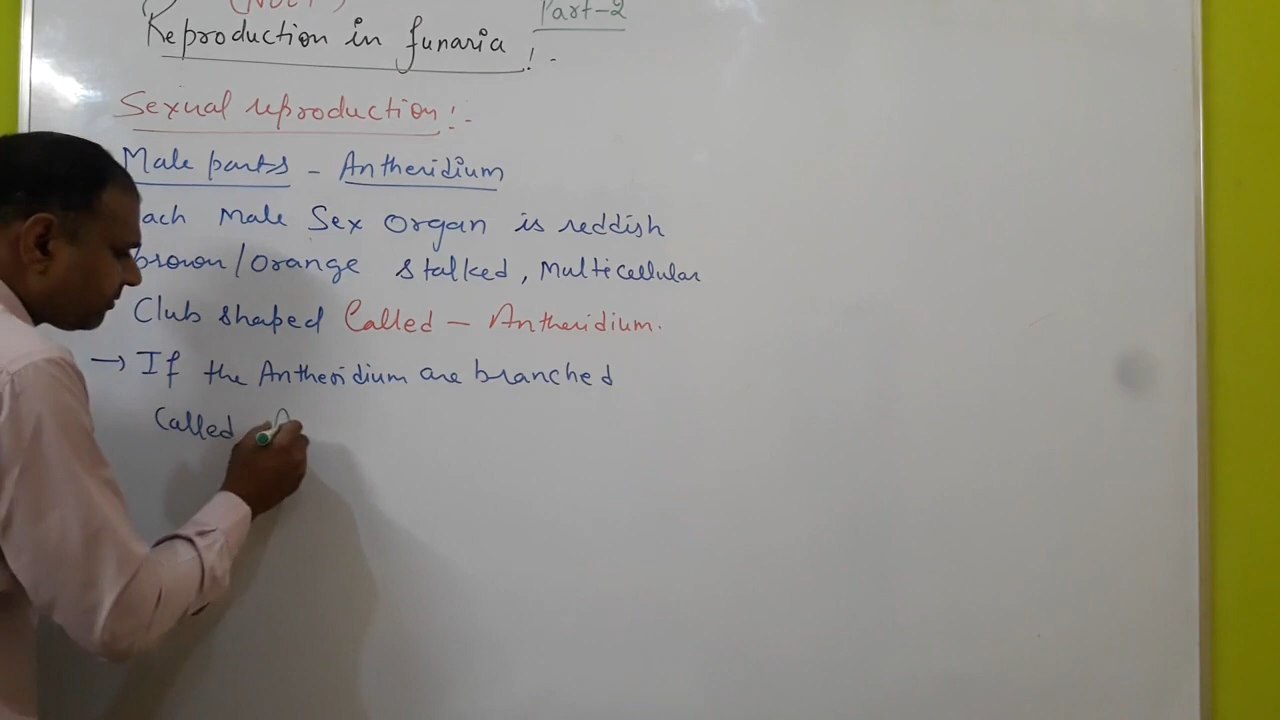 Part-2
Reproduction in funaria !-
Sexual reproduction!-
Male parts - Antheridium
ach Male Sex Organ is reddish
brown/Orange stalked, Multicellular
Club shaped Called - Antheridium.
→ If the Antheridium are branched
Called